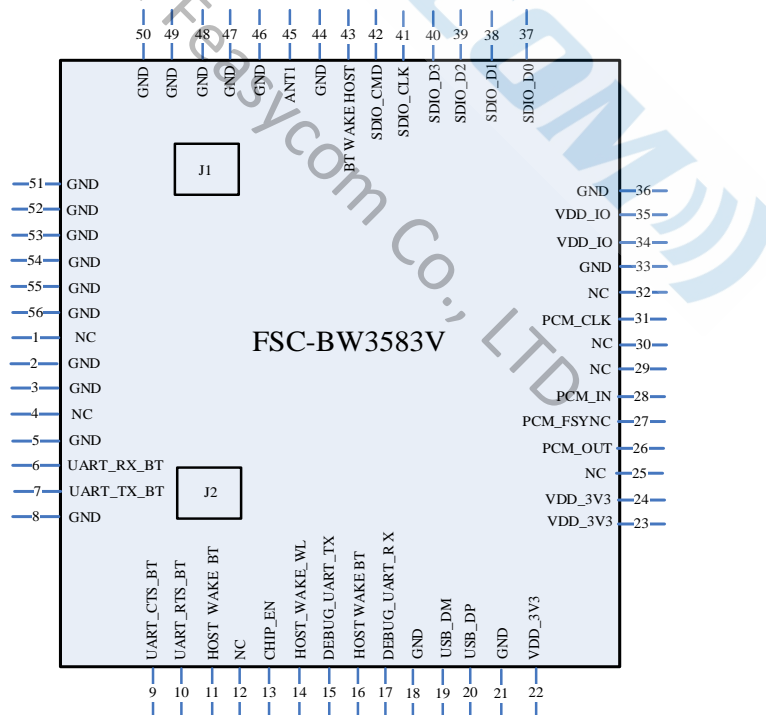 50 49 48 47 46 45 44 43 42 41 40 39 38 37
GND GND GND GND GND ANT1 GND BT WAKE HOST SDIO_CMD SDIO_CLK SDIO_D3 SDIO_D2 SDIO_D1 SDIO_D0
J1
51 GND
52 GND
53 GND
54 GND
55 GND
56 GND
1 NC
2 GND
3 GND
4 NC
5 GND
6 UART_RX_BT
7 UART_TX_BT
8 GND
FSC-BW3583V
J2
GND 36
VDD_IO 35
VDD_IO 34
GND 33
NC 32
PCM_CLK 31
NC 30
NC 29
PCM_IN 28
PCM_FSYNC 27
PCM_OUT 26
NC 25
VDD_3V3 24
VDD_3V3 23
UART_CTS_BT UART_RTS_BT HOST WAKE BT NC CHIP_EN HOST_WAKE_WL DEBUG_UART_TX HOST WAKE BT DEBUG_UART_R X GND USB_DM USB_DP GND VDD_3V3
9 10 11 12 13 14 15 16 17 18 19 20 21 22
Feasycom Co., LTD
COM